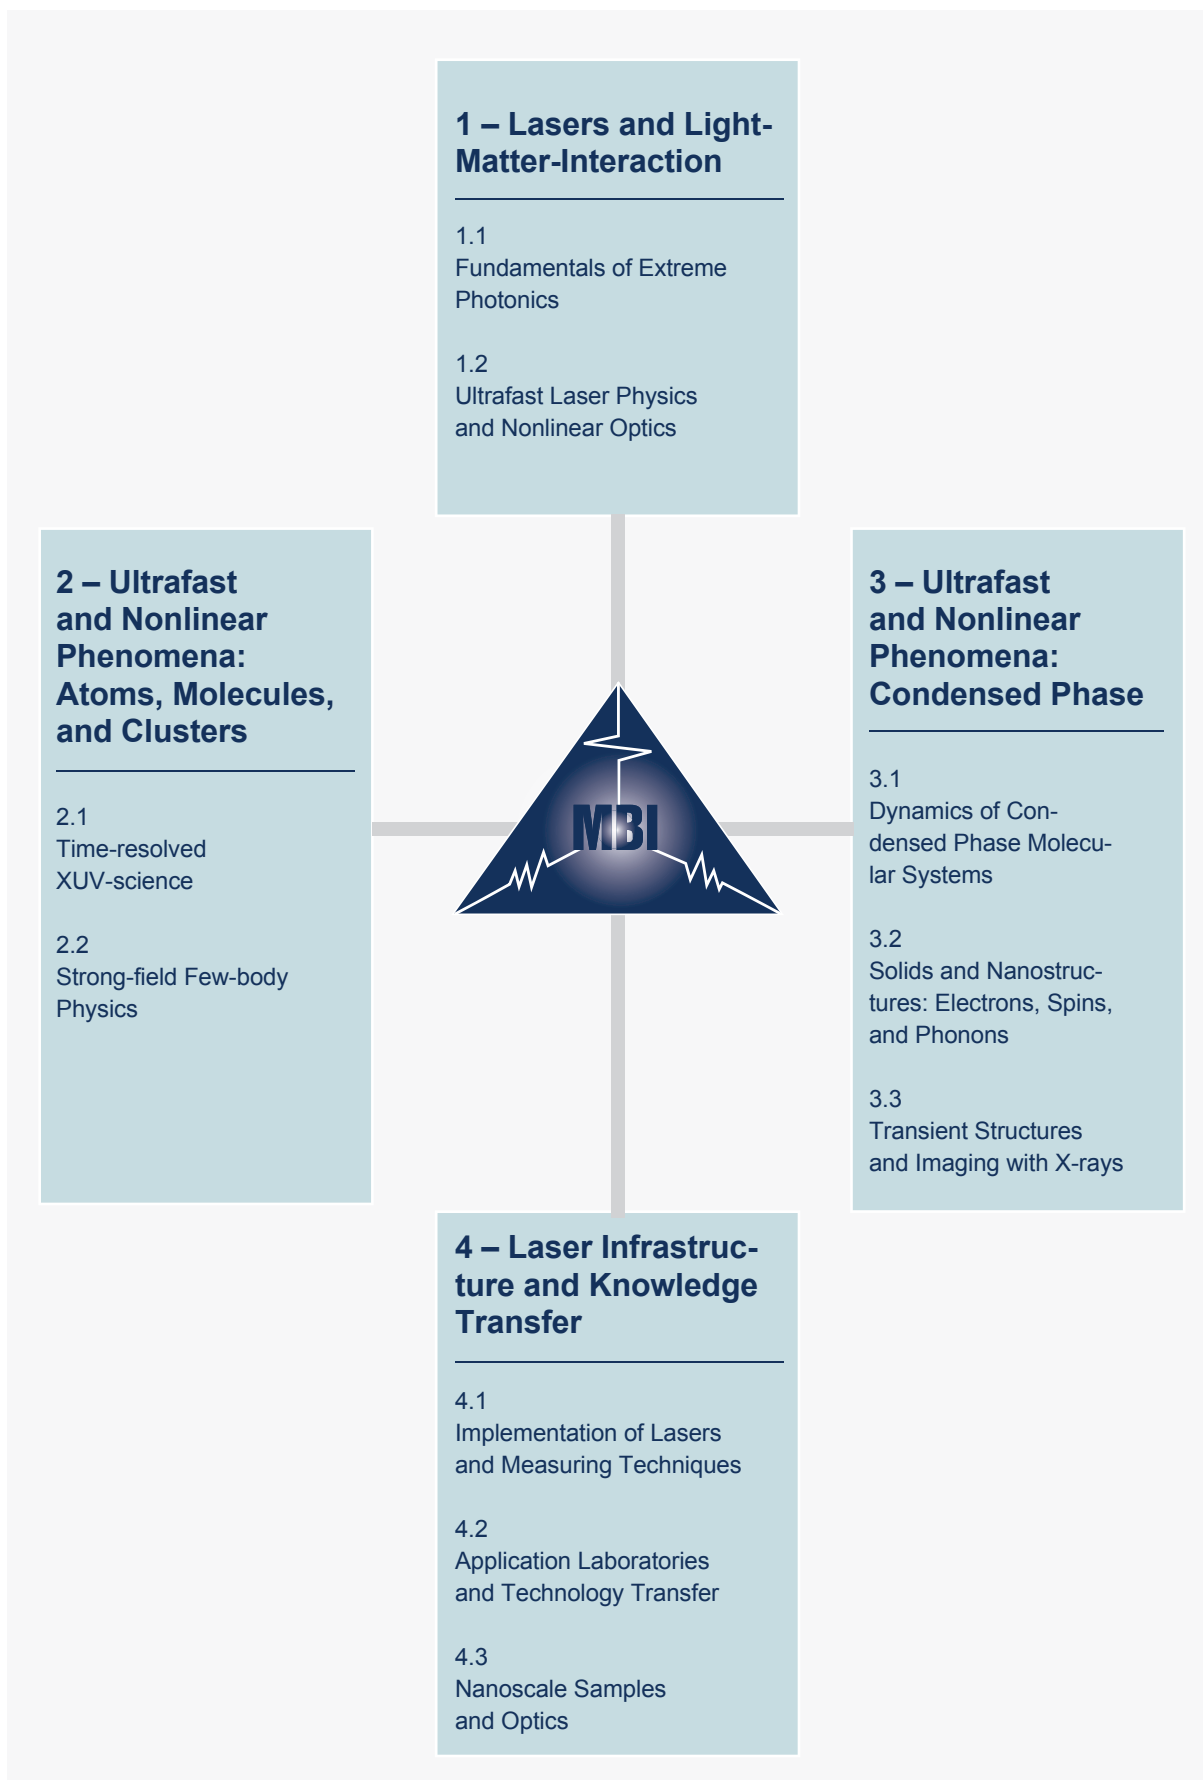 1 – Lasers and Light-
Matter-Interaction
1.1
Fundamentals of Extreme
Photonics
1.2
Ultrafast Laser Physics
and Nonlinear Optics
2 – Ultrafast
and Nonlinear
Phenomena:
Atoms, Molecules,
and Clusters
2.1
Time-resolved
XUV-science
2.2
Strong-field Few-body
Physics
MBI
3 – Ultrafast
and Nonlinear
Phenomena:
Condensed Phase
3.1
Dynamics of Con-
densed Phase Molecu-
lar Systems
3.2
Solids and Nanostruc-
tures: Electrons, Spins,
and Phonons
3.3
Transient Structures
and Imaging with X-rays
4 – Laser Infrastruc-
ture and Knowledge
Transfer
4.1
Implementation of Lasers
and Measuring Techniques
4.2
Application Laboratories
and Technology Transfer
4.3
Nanoscale Samples
and Optics